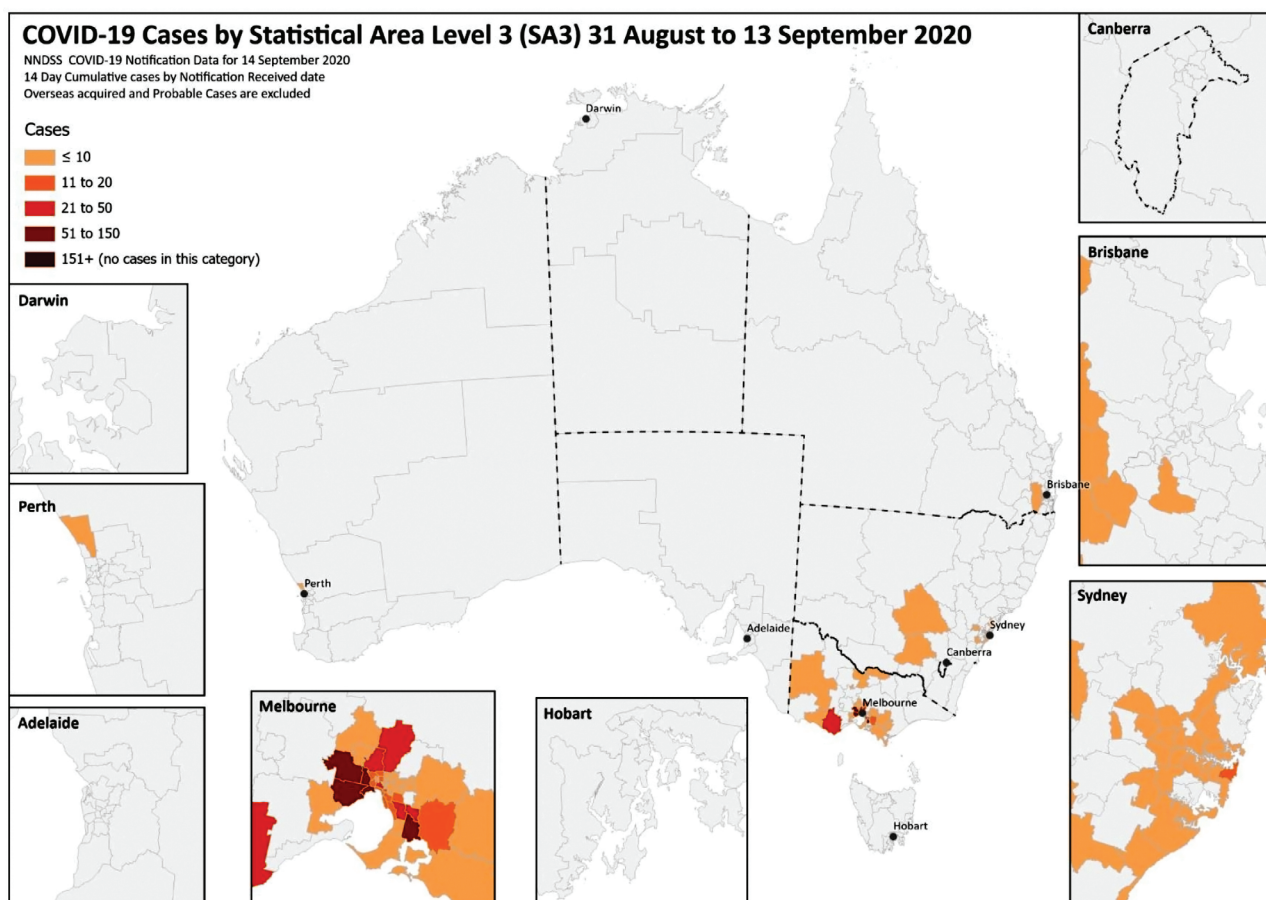 COVID-19 Cases by Statistical Area Level 3 (SA3) 31 August to 13 September 2020
NNDSS COVID-19 Notification Data for 14 September 2020
14 Day Cumulative cases by Notification Received date
Overseas acquired and Probable Cases are excluded
Cases
≤ 10
11 to 20
21 to 50
51 to 150
151+ (no cases in this category)
Darwin
Perth
Adelaide
Melbourne
Hobart
Canberra
Brisbane
Sydney
Darwin
Brisbane
Perth
Adelaide
Sydney
Canberra
Melbourne
Hobart